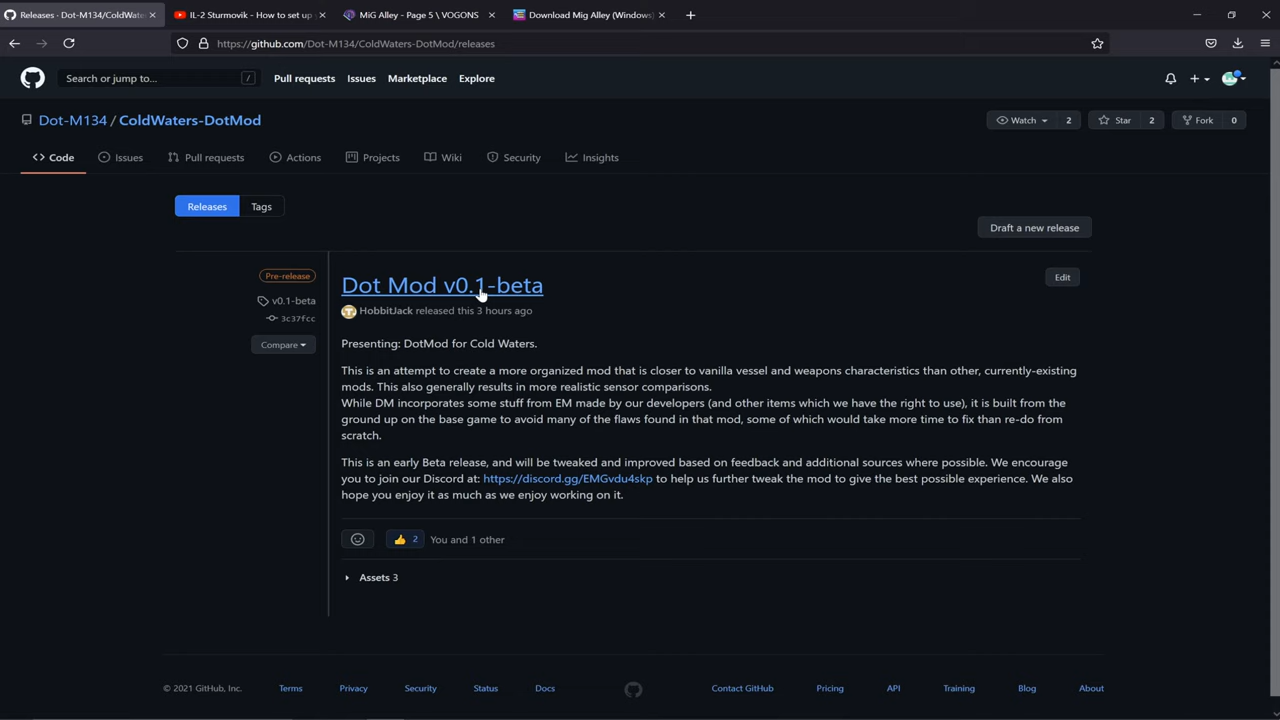 Releases · Dot-M134/ColdWate
IL-2 Sturmovik - How to set up
MiG Alley - Page 5 \ VOGONS
Download Mig Alley (Windows)
https://github.com/Dot-M134/ColdWaters-DotMod/releases
Search or jump to... /
Pull requests
Issues
Marketplace
Explore
Dot-M134 / ColdWaters-DotMod
Watch 2
Star 2
Fork 0
Code
Issues
Pull requests
Actions
Projects
Wiki
Security
Insights
Releases
Tags
Draft a new release
Pre-release
Dot Mod v0.1-beta
Edit
v0.1-beta
HobbitJack released this 3 hours ago
3c37fcc
Compare
Presenting: DotMod for Cold Waters.
This is an attempt to create a more organized mod that is closer to vanilla vessel and weapons characteristics than other, currently-existing
mods. This also generally results in more realistic sensor comparisons.
While DM incorporates some stuff from EM made by our developers (and other items which we have the right to use), it is built from the
ground up on the base game to avoid many of the flaws found in that mod, some of which would take more time to fix than re-do from
scratch.
This is an early Beta release, and will be tweaked and improved based on feedback and additional sources where possible. We encourage
you to join our Discord at: https://discord.gg/EMGvdu4skp to help us further tweak the mod to give the best possible experience. We also
hope you enjoy it as much as we enjoy working on it.
👍 2 You and 1 other
Assets 3
© 2021 GitHub, Inc.
Terms
Privacy
Security
Status
Docs
Contact GitHub
Pricing
API
Training
Blog
About